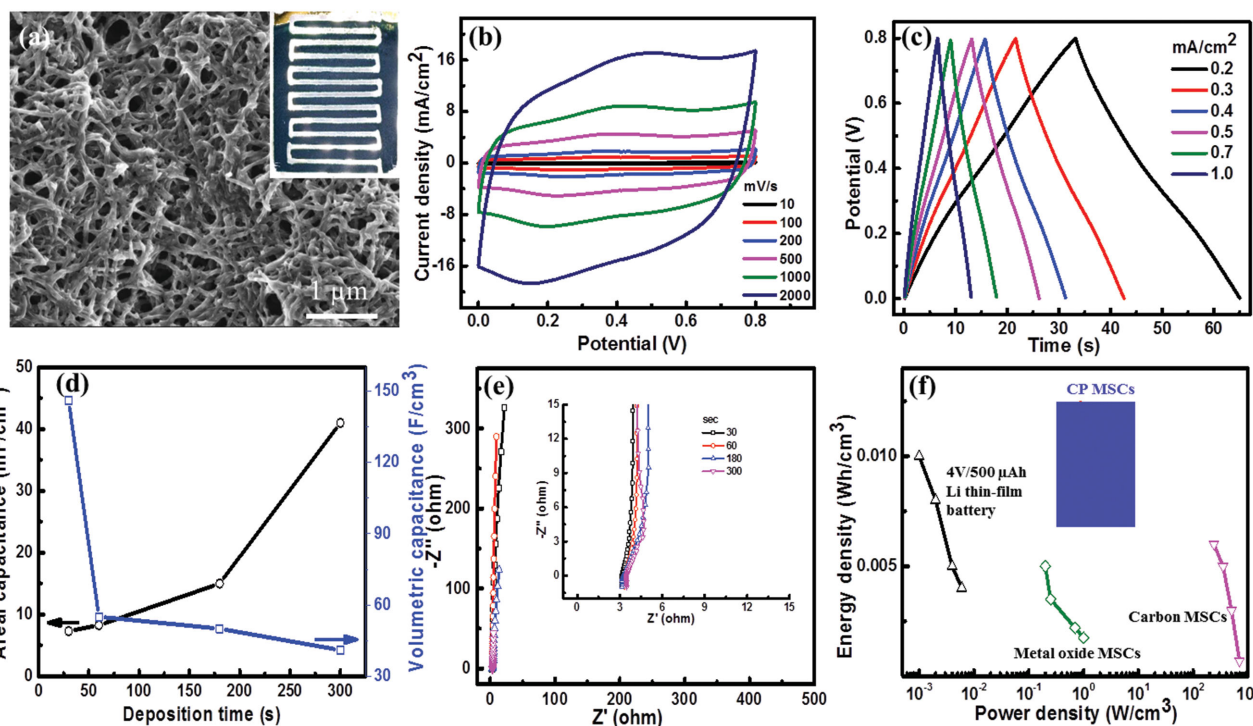 (a)
1 µm
(b)
Current density (mA/cm²)
16
8
0
-8
-16
mV/s
10
100
200
500
1000
2000
0.0 0.2 0.4 0.6 0.8
Potential (V)
(c)
Potential (V)
0.8
0.6
0.4
0.2
0.0
mA/cm²
0.2
0.3
0.4
0.5
0.7
1.0
0 10 20 30 40 50 60
Time (s)
(d)
50
40
30
20
10
0
150
120
90
60
30
Volumetric capacitance (F/cm³)
0 50 100 150 200 250 300
Deposition time (s)
(e)
-Z'' (ohm)
300
200
100
0
-Z'' (ohm)
15
12
9
6
3
0
sec
30
60
180
300
3 6 9 12 15
Z' (ohm)
0 100 200 300 400 500
Z' (ohm)
(f)
Energy density (Wh/cm³)
0.010
0.005
CP MSCs
4V/500 µAh
Li thin-film
battery
Carbon MSCs
Metal oxide MSCs
10⁻³ 10⁻² 10⁻¹ 10⁰ 10¹ 10² 10³
Power density (W/cm³)